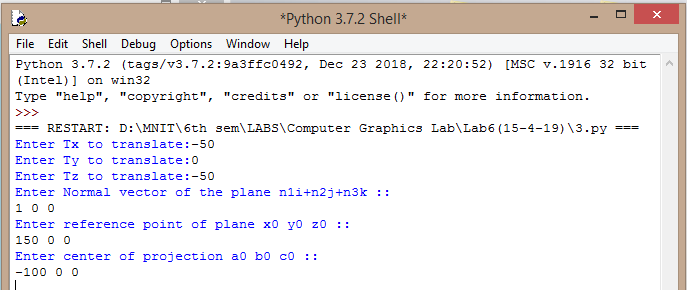 *Python 3.7.2 Shell*
File Edit Shell Debug Options Window Help
Python 3.7.2 (tags/v3.7.2:9a3ffc0492, Dec 23 2018, 22:20:52) [MSC v.1916 32 bit
(Intel)] on win32
Type "help", "copyright", "credits" or "license()" for more information.
>>>
=== RESTART: D:\MNIT\6th sem\LABS\Computer Graphics Lab\Lab6(15-4-19)\3.py ===
Enter Tx to translate:-50
Enter Ty to translate:0
Enter Tz to translate:-50
Enter Normal vector of the plane n1i+n2j+n3k ::
1 0 0
Enter reference point of plane x0 y0 z0 ::
150 0 0
Enter center of projection a0 b0 c0 ::
-100 0 0